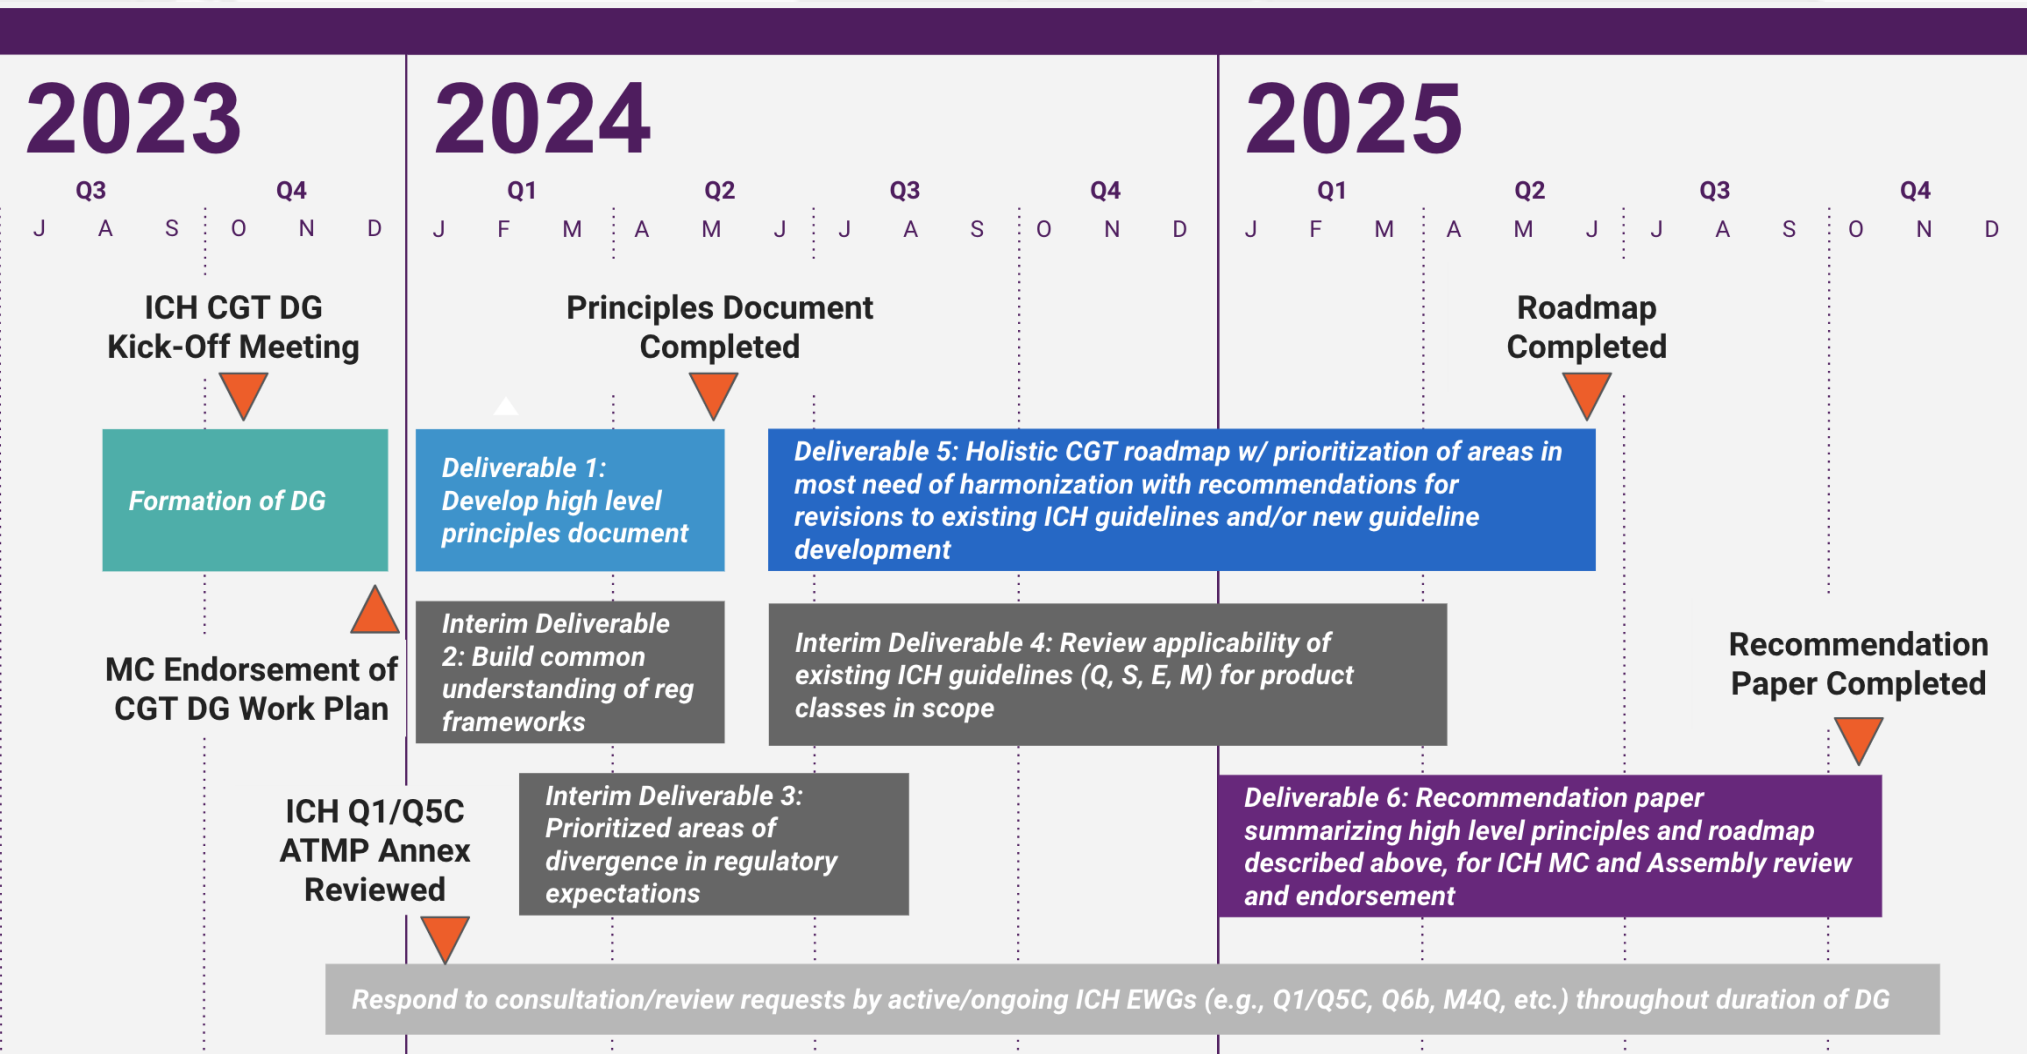 2023
2024
2025
Q3 Q4 Q1 Q2 Q3 Q4 Q1 Q2 Q3 Q4
J A S O N D J F M A M J J A S O N D J F M A M J J A S O N D
ICH CGT DG
Kick-Off Meeting
Principles Document
Completed
Roadmap
Completed
Formation of DG
Deliverable 1:
Develop high level
principles document
Deliverable 5: Holistic CGT roadmap w/ prioritization of areas in
most need of harmonization with recommendations for
revisions to existing ICH guidelines and/or new guideline
development
MC Endorsement of
CGT DG Work Plan
Interim Deliverable
2: Build common
understanding of reg
frameworks
Interim Deliverable 4: Review applicability of
existing ICH guidelines (Q, S, E, M) for product
classes in scope
Recommendation
Paper Completed
ICH Q1/Q5C
ATMP Annex
Reviewed
Interim Deliverable 3:
Prioritized areas of
divergence in regulatory
expectations
Deliverable 6: Recommendation paper
summarizing high level principles and roadmap
described above, for ICH MC and Assembly review
and endorsement
Respond to consultation/review requests by active/ongoing ICH EWGs (e.g., Q1/Q5C, Q6b, M4Q, etc.) throughout duration of DG